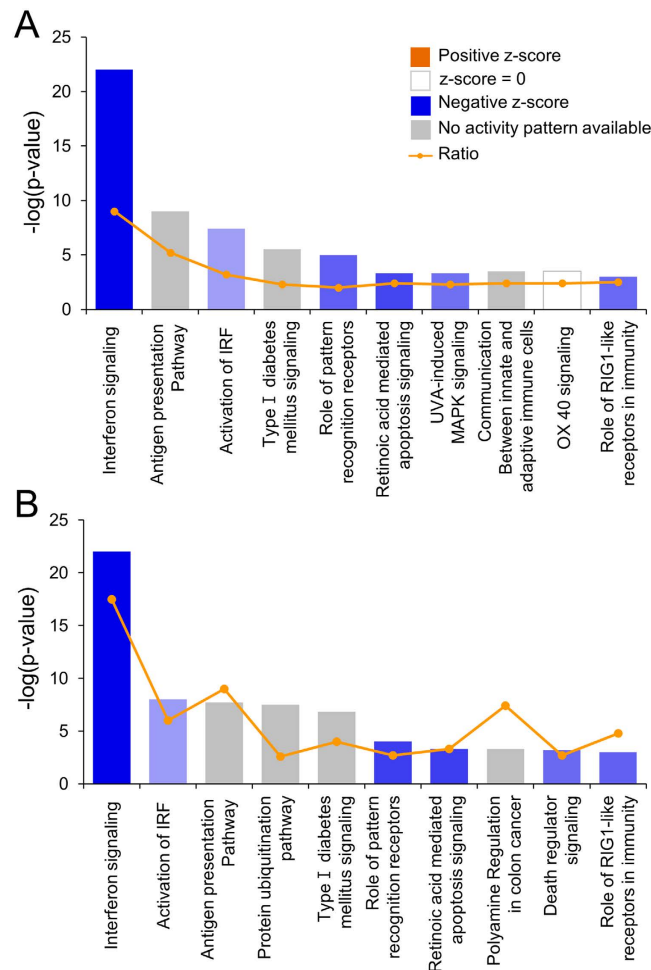 A
Positive z-score
z-score = 0
Negative z-score
No activity pattern available
Ratio
-log(p-value)
25
20
15
10
5
0
Interferon signaling
Antigen presentation
Pathway
Activation of IRF
Type I diabetes
mellitus signaling
Role of pattern
recognition receptors
Retinoic acid mediated
apoptosis signaling
UVA-induced
MAPK signaling
Communication
Between innate and
adaptive immune cells
OX 40 signaling
Role of RIG1-like
receptors in immunity
B
-log(p-value)
25
20
15
10
5
0
Interferon signaling
Activation of IRF
Antigen presentation
Pathway
Protein ubiquitination
pathway
Type I diabetes
mellitus signaling
Role of pattern
recognition receptors
Retinoic acid mediated
apoptosis signaling
Polyamine Regulation
in colon cancer
Death regulator
signaling
Role of RIG1-like
receptors in immunity